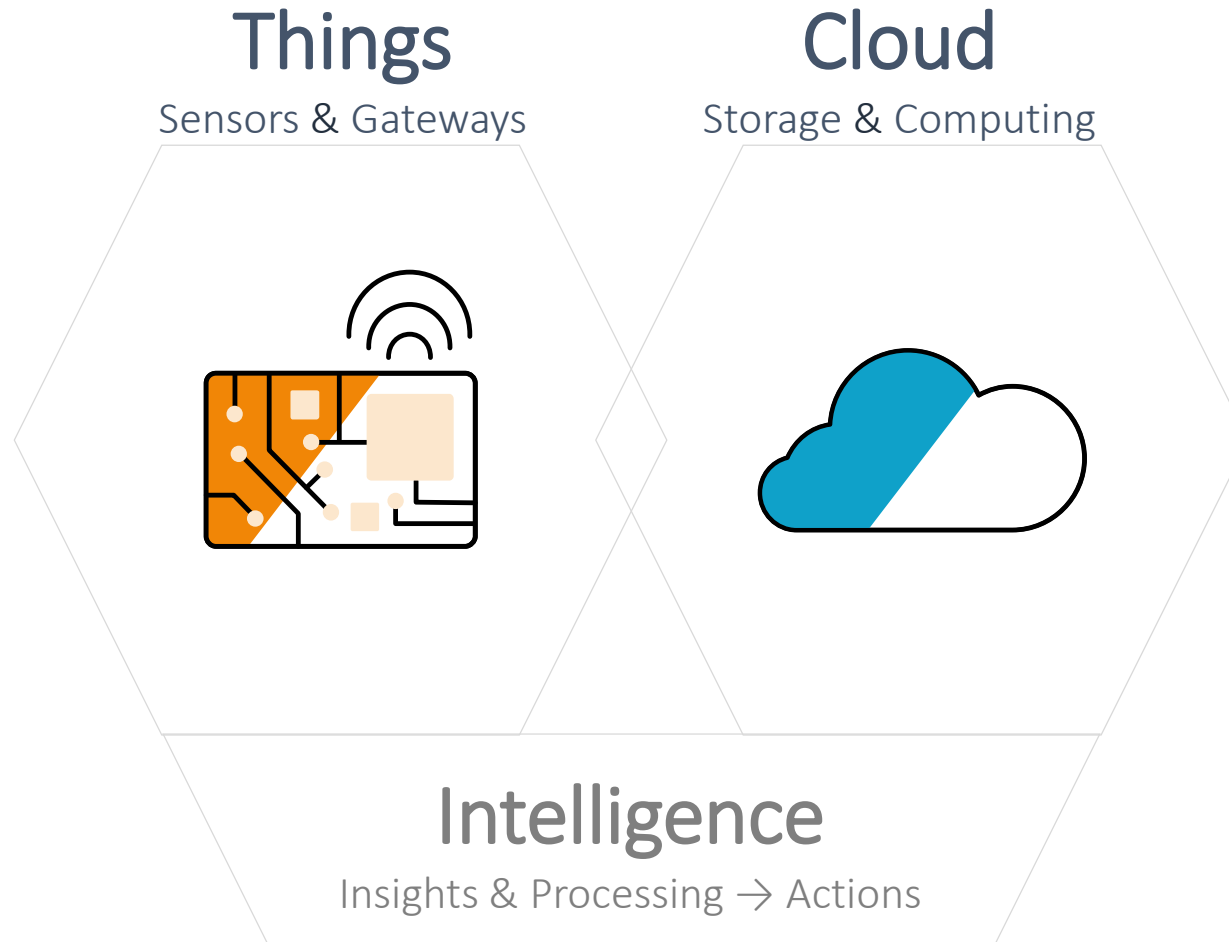 Things
Sensors & Gateways
Cloud
Storage & Computing
Intelligence
Insights & Processing → Actions